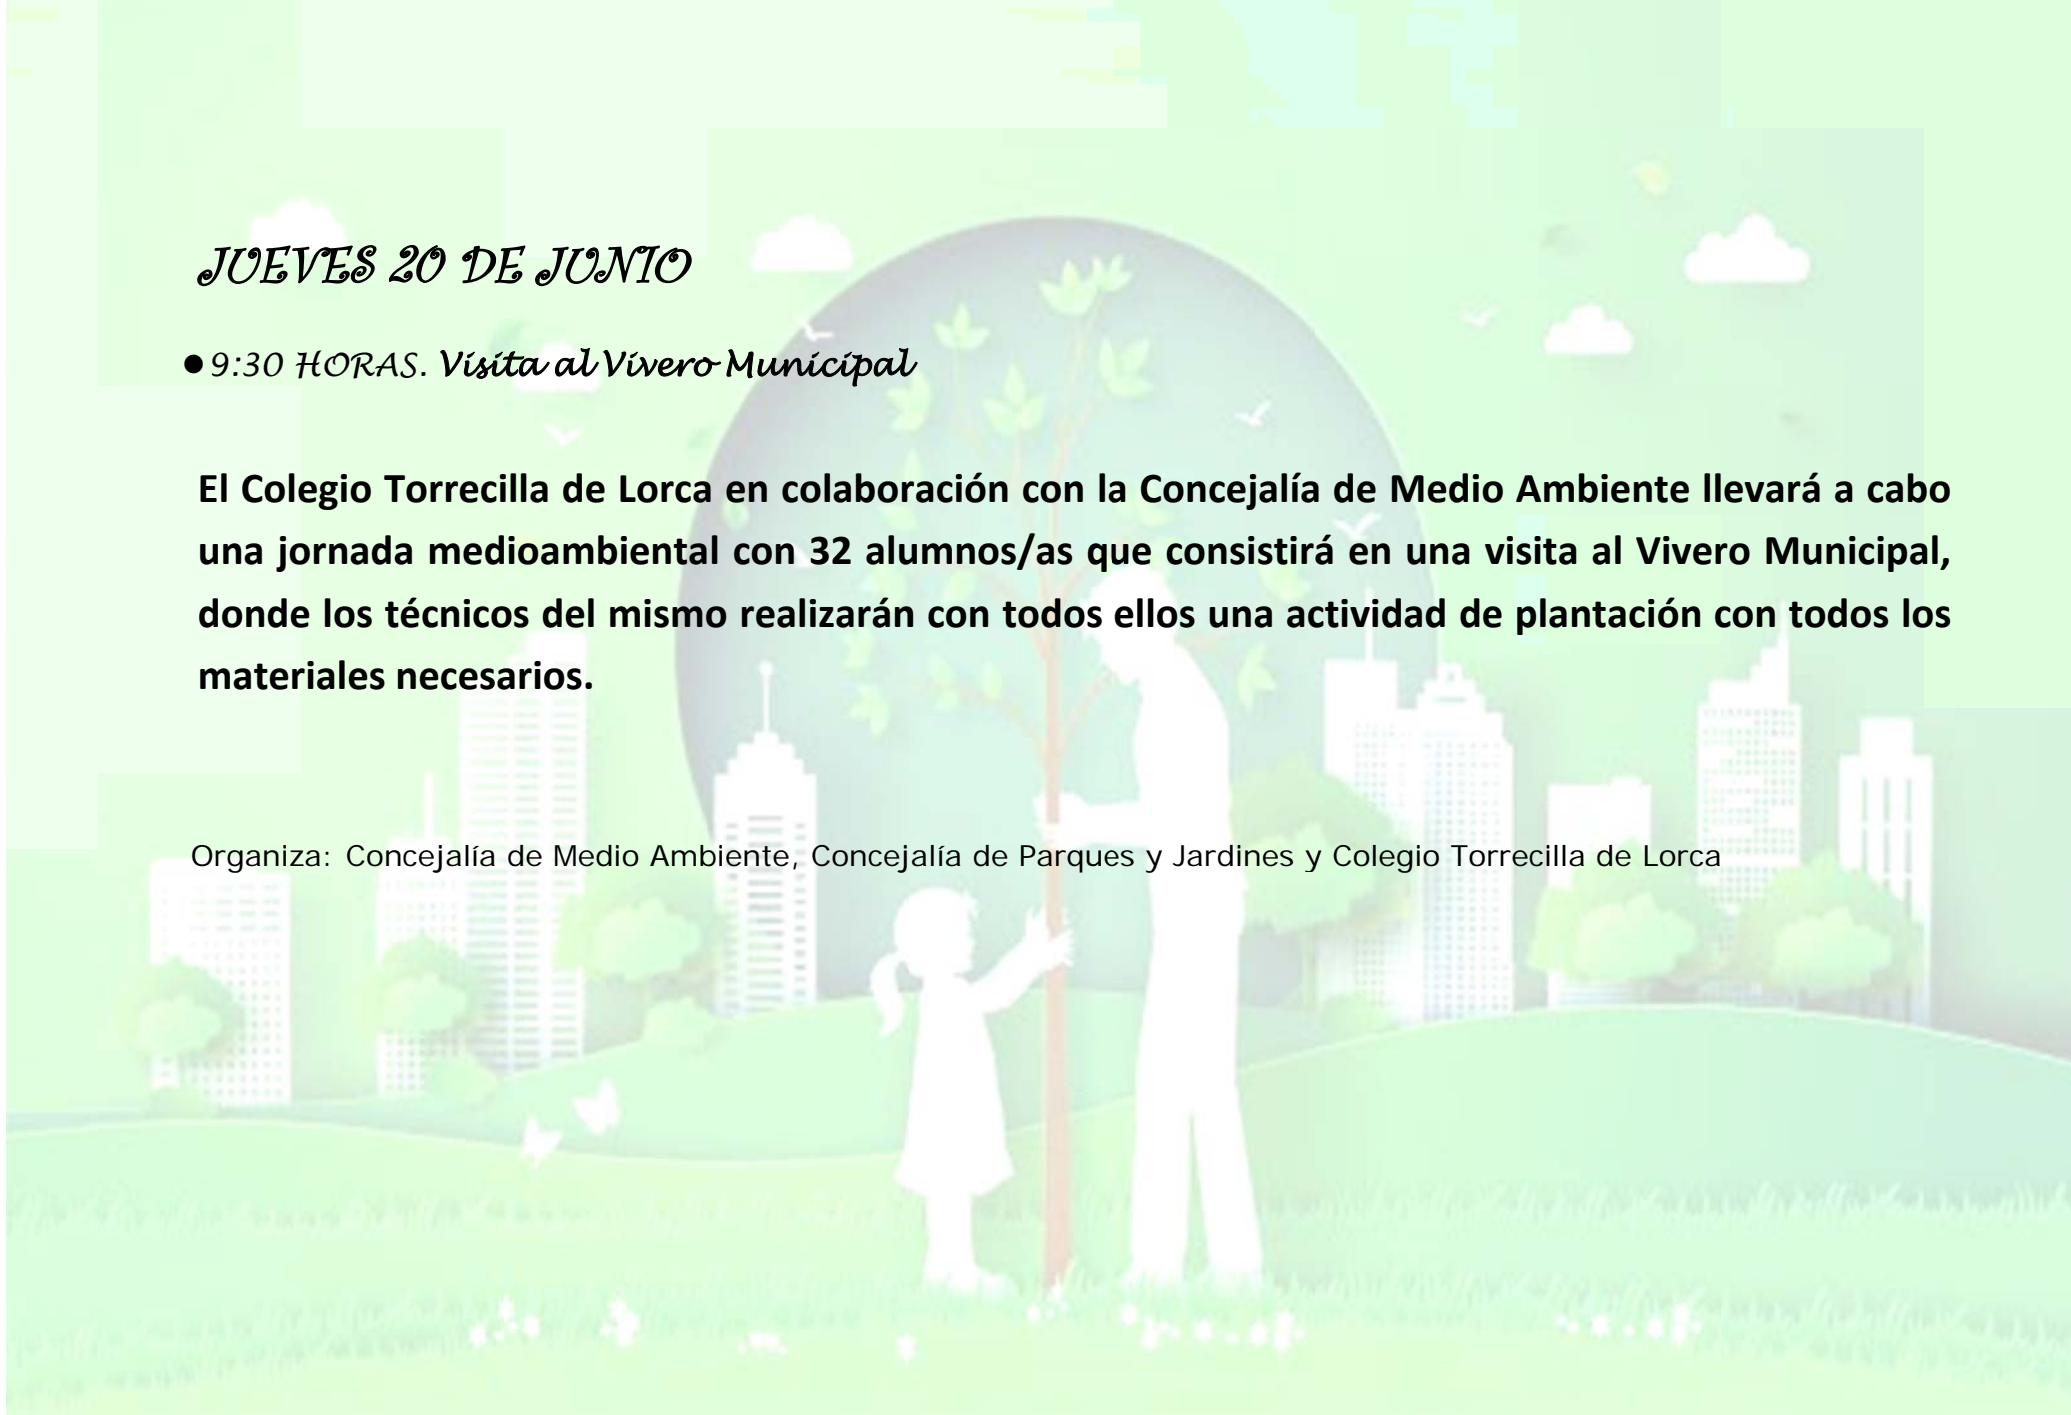 JUEVES 20 DE JUNIO
●9:30 HORAS. Visita al Vivero Municipal
El Colegio Torrecilla de Lorca en colaboración con la Concejalía de Medio Ambiente llevará a cabo
una jornada medioambiental con 32 alumnos/as que consistirá en una visita al Vivero Municipal,
donde los técnicos del mismo realizarán con todos ellos una actividad de plantación con todos los
materiales necesarios.
Organiza: Concejalía de Medio Ambiente, Concejalía de Parques y Jardines y Colegio Torrecilla de Lorca